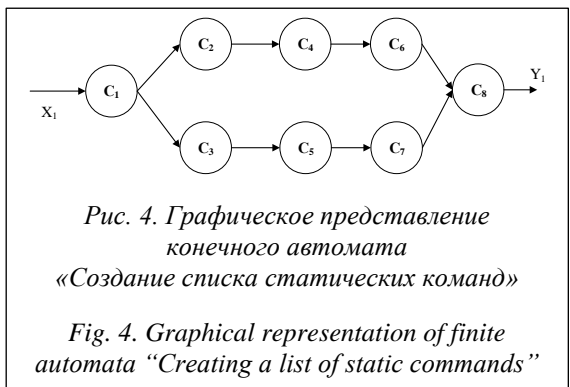 C2
C4
C6
Y1
C1
C8
X1
C3
C5
C7
Рис. 4. Графическое представление
конечного автомата
«Создание списка статических команд»
Fig. 4. Graphical representation of finite
automata “Creating a list of static commands”